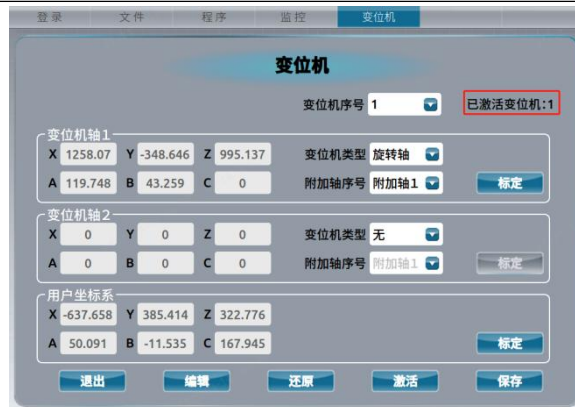 登录 文件 程序 监控 变位机
变位机
变位机序号 1 已激活变位机:1
变位机轴1
X 1258.07 Y -348.646 Z 995.137 变位机类型 旋转轴
A 119.748 B 43.259 C 0 附加轴序号 附加轴1 标定
变位机轴2
X 0 Y 0 Z 0 变位机类型 无
A 0 B 0 C 0 附加轴序号 附加轴1 标定
用户坐标系
X -637.658 Y 385.414 Z 322.776
A 50.091 B -11.535 C 167.945 标定
退出 编辑 还原 激活 保存